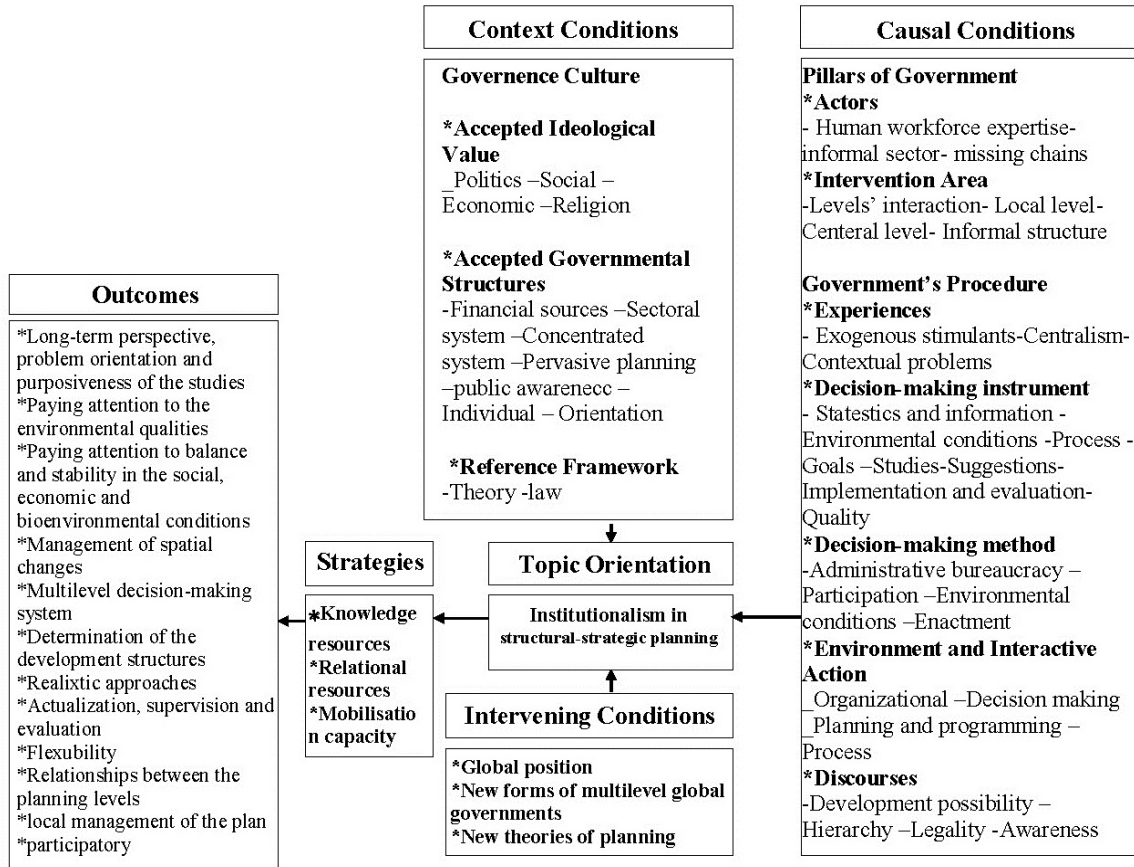 Context Conditions
Governence Culture
*Accepted Ideological
Value
_Politics –Social –
Economic –Religion
*Accepted Governmental
Structures
-Financial sources –Sectoral
system –Concentrated
system –Pervasive planning
–public awarenecc –
Individual – Orientation
*Reference Framework
-Theory -law
Causal Conditions
Pillars of Government
*Actors
- Human workforce expertise-
informal sector- missing chains
*Intervention Area
-Levels’ interaction- Local level-
Centeral level- Informal structure
Government’s Procedure
*Experiences
- Exogenous stimulants-Centralism-
Contextual problems
*Decision-making instrument
- Statestics and information -
Environmental conditions -Process -
Goals –Studies-Suggestions-
Implementation and evaluation-
Quality
*Decision-making method
-Administrative bureaucracy –
Participation –Environmental
conditions –Enactment
*Environment and Interactive
Action
_Organizational –Decision making
_Planning and programming –
Process
*Discourses
-Development possibility –
Hierarchy –Legality -Awareness
Topic Orientation
Institutionalism in
structural-strategic planning
Intervening Conditions
*Global position
*New forms of multilevel global
governments
*New theories of planning
Strategies
*Knowledge
resources
*Relational
resources
*Mobilisatio
n capacity
Outcomes
*Long-term perspective,
problem orientation and
purposiveness of the studies
*Paying attention to the
environmental qualities
*Paying attention to balance
and stability in the social,
economic and
bioenvironmental conditions
*Management of spatial
changes
*Multilevel decision-making
system
*Determination of the
development structures
*Realixtic approaches
*Actualization, supervision and
evaluation
*Flexubility
*Relationships between the
planning levels
*local management of the plan
*participatory